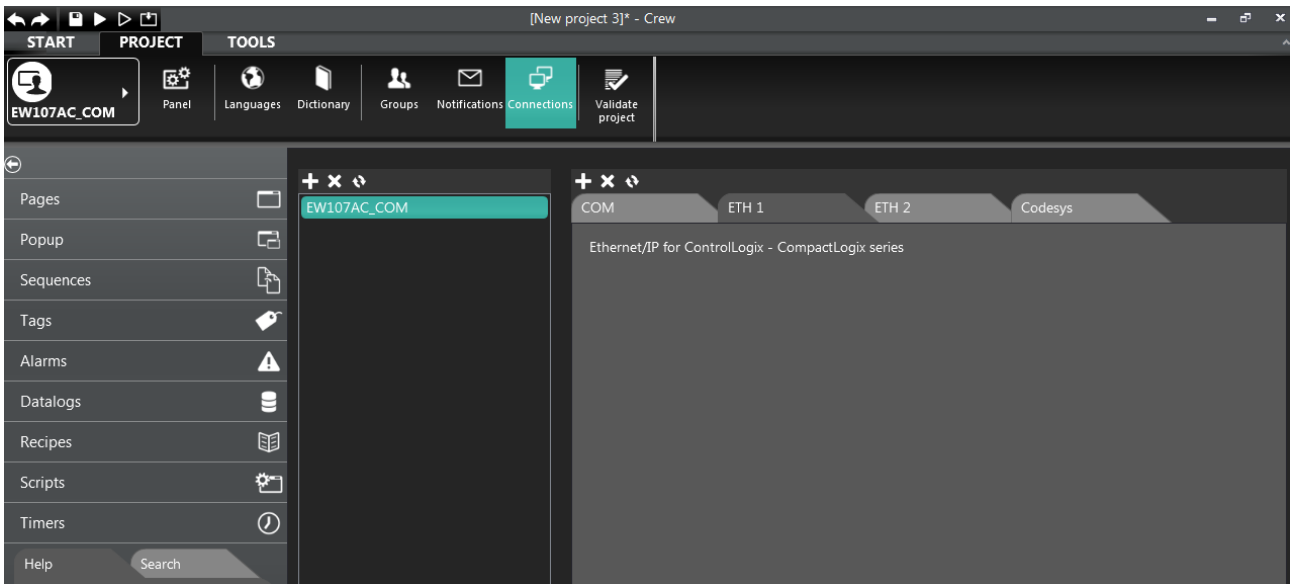 [New project 3]* - Crew
START PROJECT TOOLS
EW107AC_COM
Panel
Languages
Dictionary
Groups
Notifications
Connections
Validate
project
Pages
Popup
Sequences
Tags
Alarms
Datalogs
Recipes
Scripts
Timers
Help Search
EW107AC_COM
COM ETH 1 ETH 2 Codesys
Ethernet/IP for ControlLogix - CompactLogix series